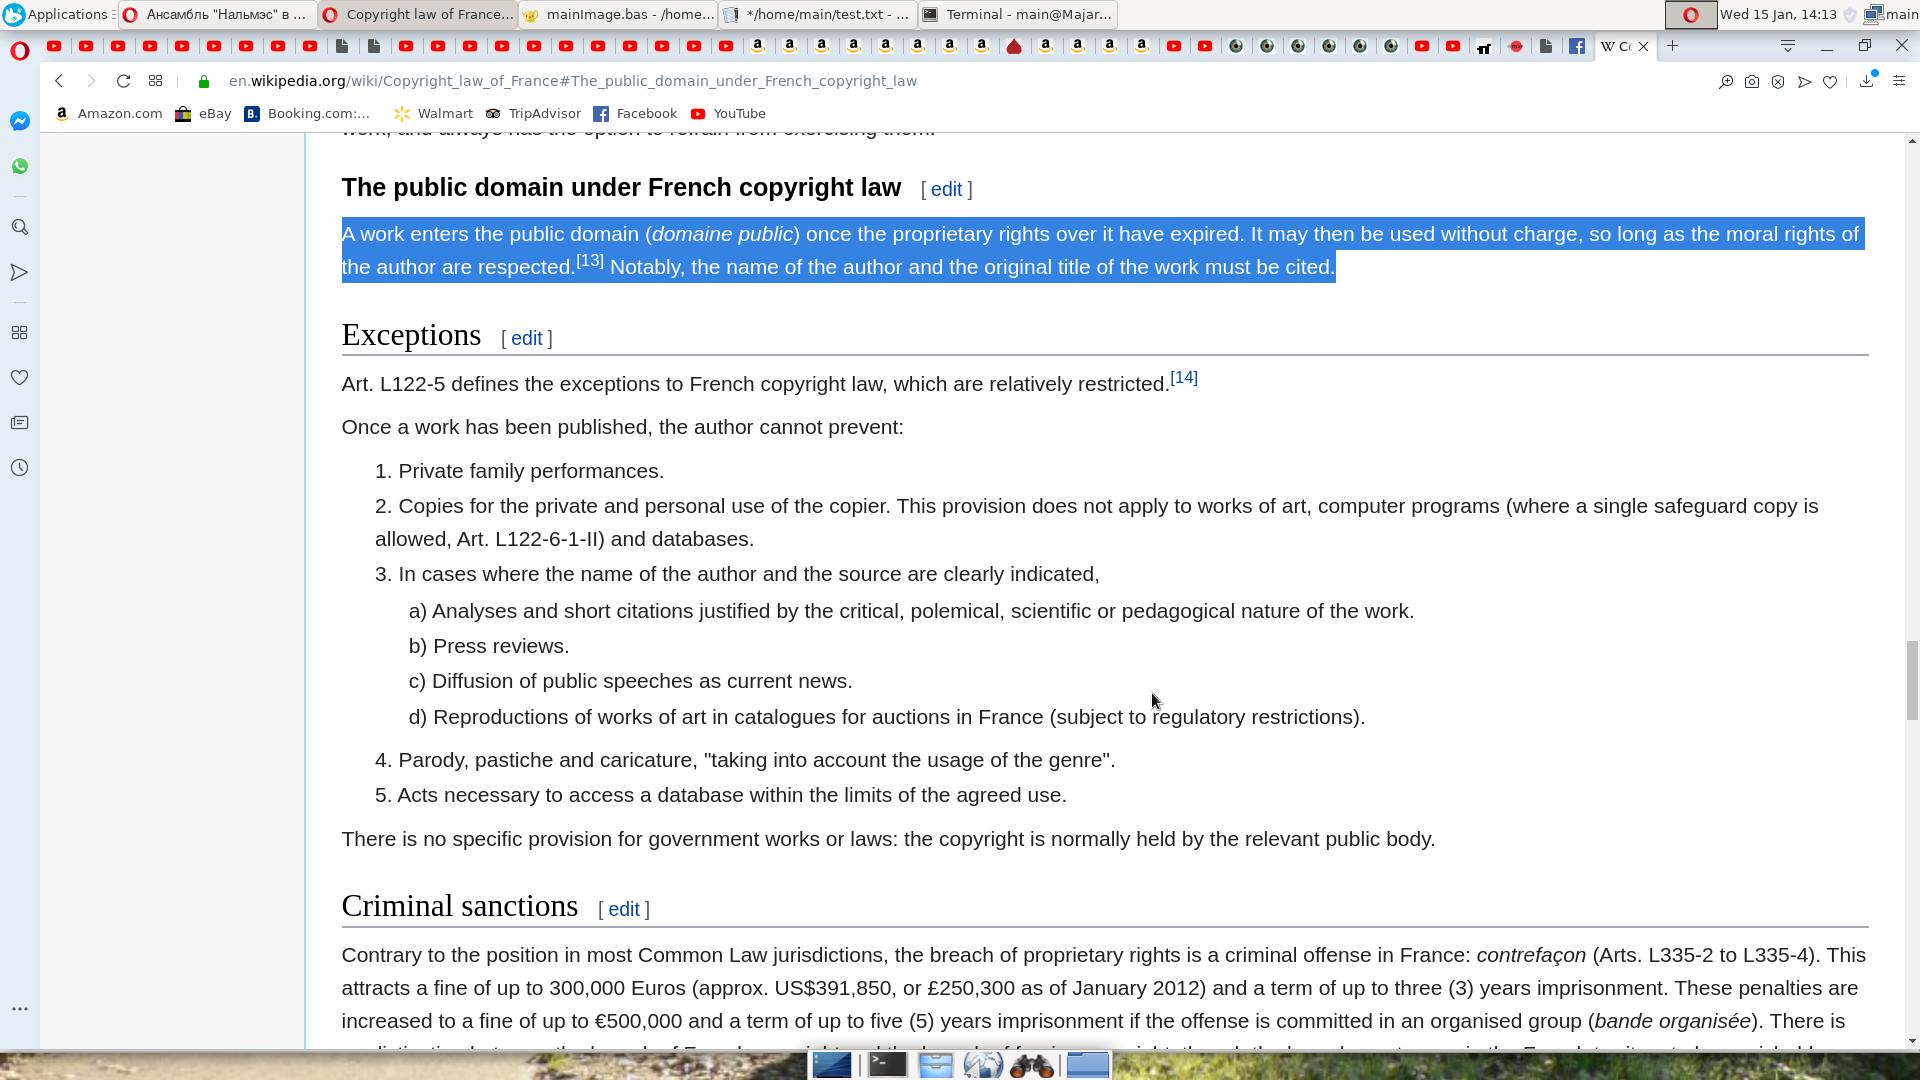 Applications
Ансамбль "Нальмэс" в ...
Copyright law of France...
mainImage.bas - /home...
*/home/main/test.txt - ...
Terminal - main@Majar...
Wed 15 Jan, 14:13
main
W Co
en.wikipedia.org/wiki/Copyright_law_of_France#The_public_domain_under_French_copyright_law
Amazon.com eBay Booking.com:... Walmart TripAdvisor Facebook YouTube
work, and always has the option to refrain from exercising them.
The public domain under French copyright law [ edit ]
A work enters the public domain (domaine public) once the proprietary rights over it have expired. It may then be used without charge, so long as the moral rights of
the author are respected.[13] Notably, the name of the author and the original title of the work must be cited.
Exceptions [ edit ]
Art. L122-5 defines the exceptions to French copyright law, which are relatively restricted.[14]
Once a work has been published, the author cannot prevent:
1. Private family performances.
2. Copies for the private and personal use of the copier. This provision does not apply to works of art, computer programs (where a single safeguard copy is
allowed, Art. L122-6-1-II) and databases.
3. In cases where the name of the author and the source are clearly indicated,
a) Analyses and short citations justified by the critical, polemical, scientific or pedagogical nature of the work.
b) Press reviews.
c) Diffusion of public speeches as current news.
d) Reproductions of works of art in catalogues for auctions in France (subject to regulatory restrictions).
4. Parody, pastiche and caricature, "taking into account the usage of the genre".
5. Acts necessary to access a database within the limits of the agreed use.
There is no specific provision for government works or laws: the copyright is normally held by the relevant public body.
Criminal sanctions [ edit ]
Contrary to the position in most Common Law jurisdictions, the breach of proprietary rights is a criminal offense in France: contrefaçon (Arts. L335-2 to L335-4). This
attracts a fine of up to 300,000 Euros (approx. US$391,850, or £250,300 as of January 2012) and a term of up to three (3) years imprisonment. These penalties are
increased to a fine of up to €500,000 and a term of up to five (5) years imprisonment if the offense is committed in an organised group (bande organisée). There is